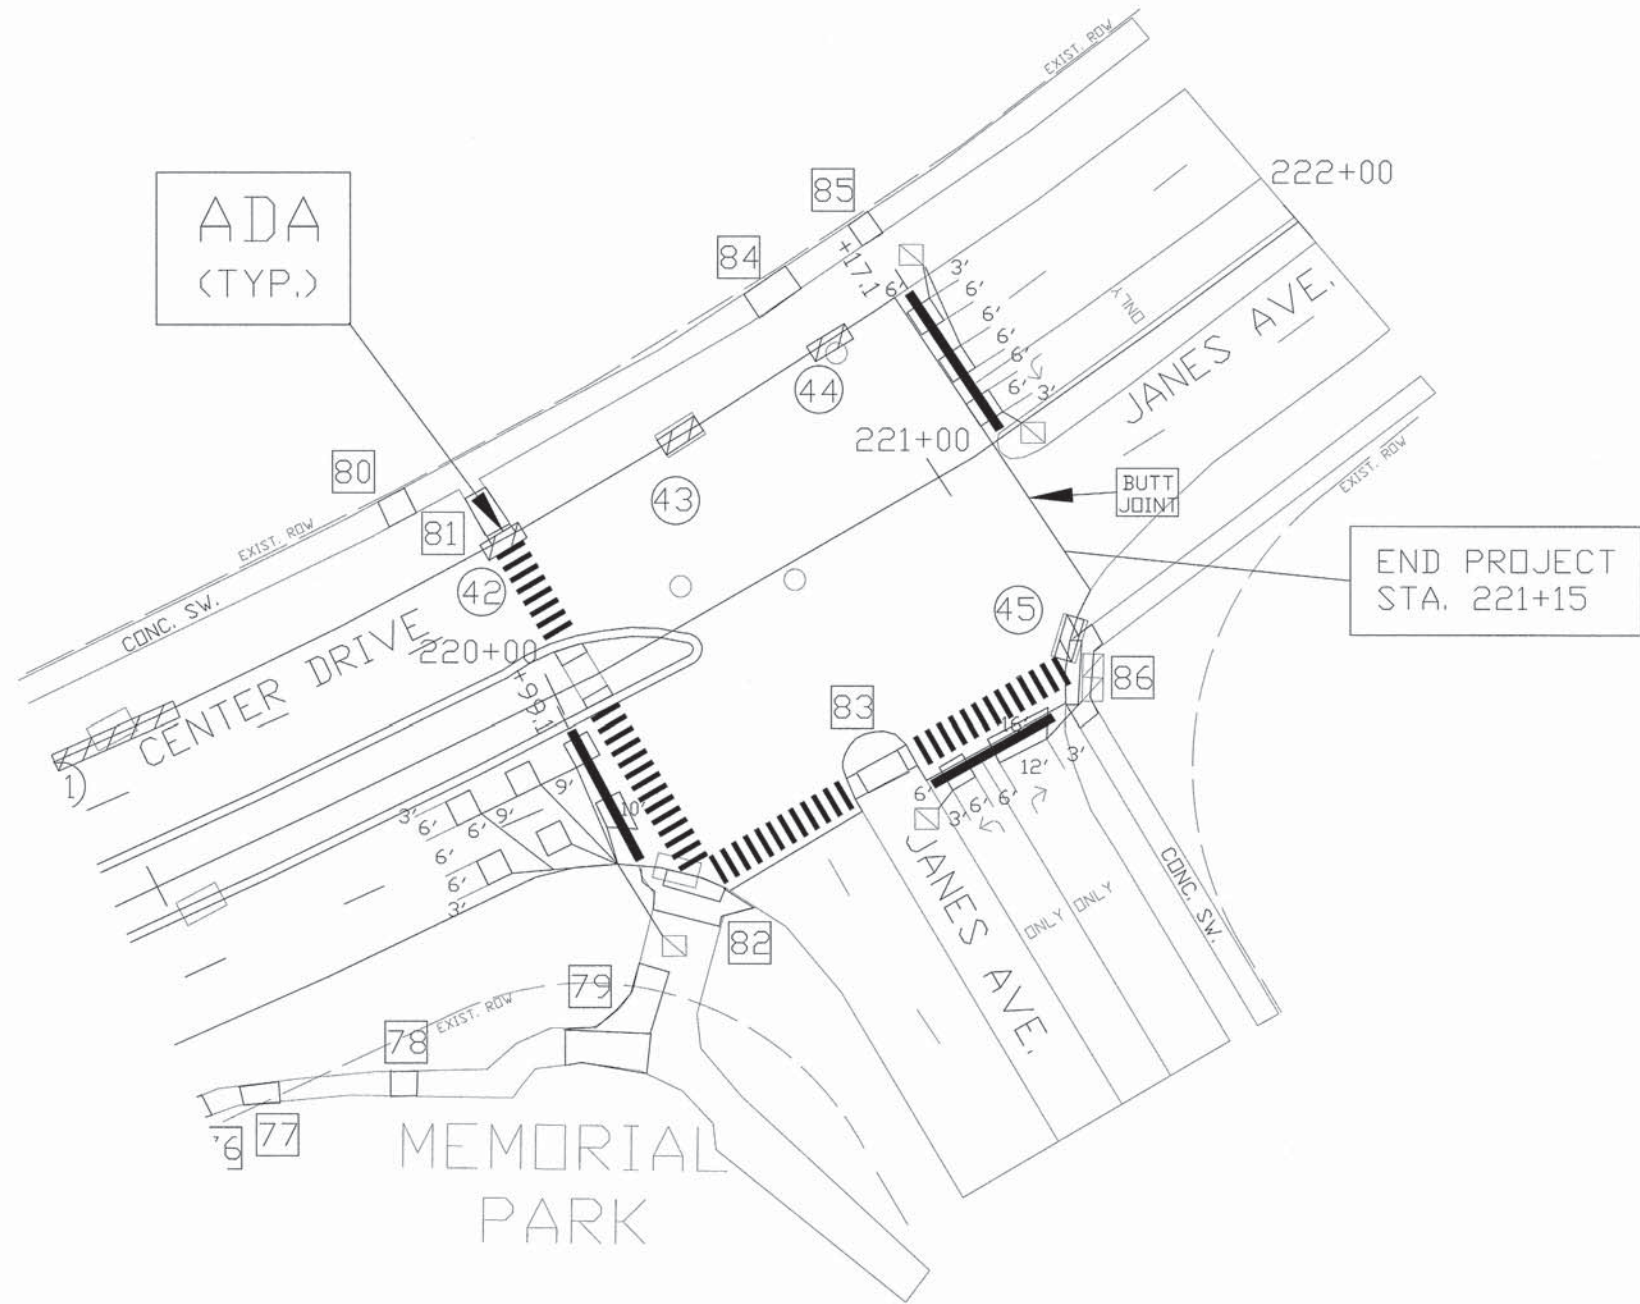 EXIST. ROW
222+00
ADA
(TYP.)
85
84
+17.1
6'
3'
6'
6'
6'
6'
6'
3'
ONLY
JANES AVE.
44
221+00
80
43
BUTT
JOINT
EXIST. ROW
81
EXIST. ROW
42
END PROJECT
STA. 221+15
CONC. SW.
45
CENTER DRIVE
220+00
+99.1
86
83
16'
12'
3'
6'
3'
6'
6'
1)
9'
9'
10'
3'
6'
6'
6'
6'
3'
JANES AVE.
ONLY
ONLY
CONC. SW.
82
79
EXIST. ROW
78
77
6
MEMORIAL
PARK